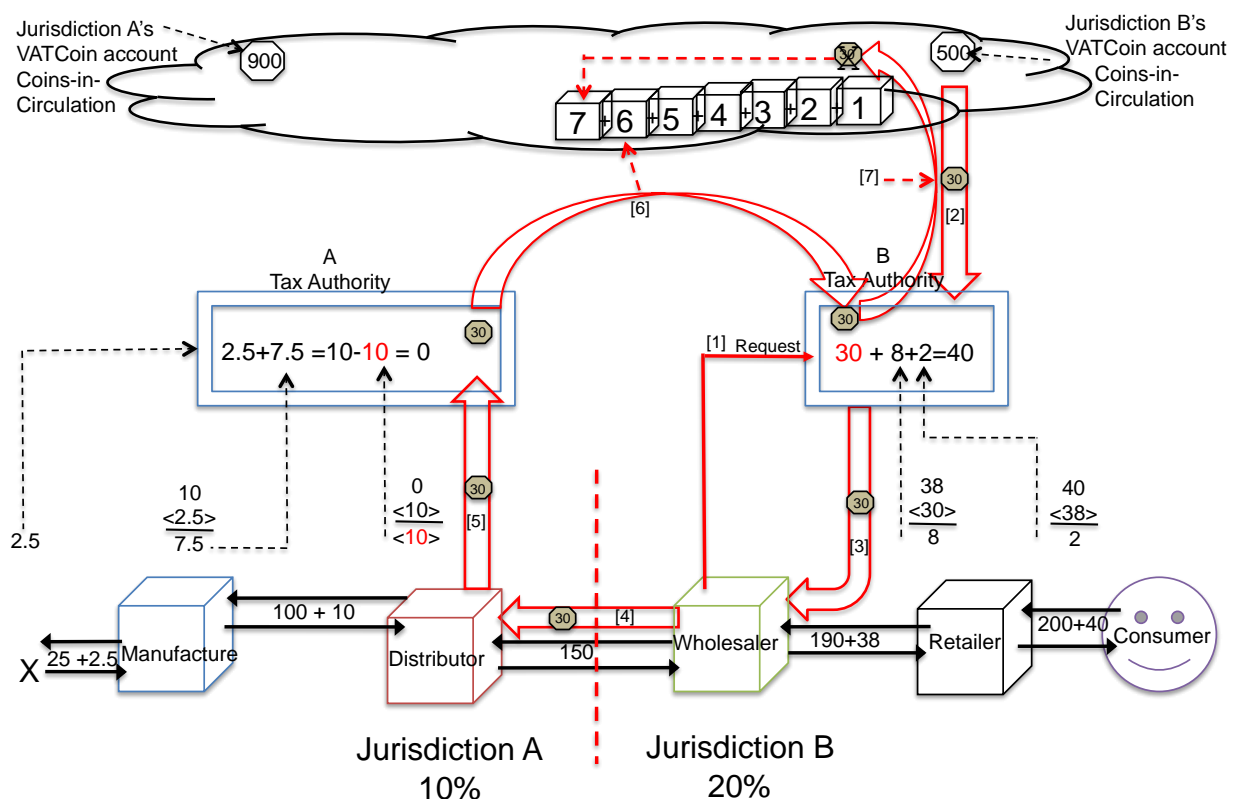 Jurisdiction A's
VATCoin account
Coins-in-
Circulation
900
30
500
Jurisdiction B's
VATCoin account
Coins-in-
Circulation
7 + 6 + 5 + 4 + 3 + 2 + 1
[7]
30
[2]
[6]
A
Tax Authority
B
Tax Authority
30
2.5+7.5 =10-10 = 0
[1] Request
30
30 + 8+2=40
2.5
10
<2.5>
7.5
0
<10>
<10>
30
[5]
30
[3]
38
<30>
8
40
<38>
2
X
25 +2.5
Manufacture
100 + 10
Distributor
30
[4]
150
Wholesaler
190+38
Retailer
200+40
Consumer
Jurisdiction A
10%
Jurisdiction B
20%